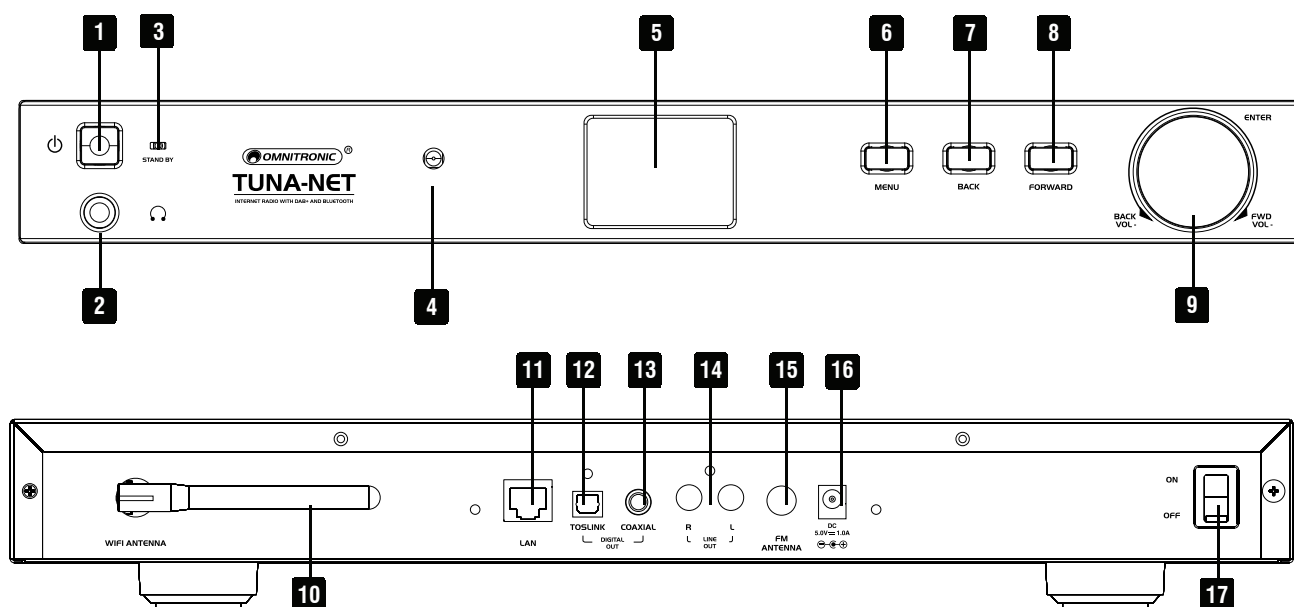 1
3
5
6
7
8
ENTER
STAND BY
OMNITRONIC ®
TUNA-NET
INTERNET RADIO WITH DAB+ AND BLUETOOTH
MENU
BACK
FORWARD
BACK
VOL -
FWD
VOL -
2
4
9
11
12
13
14
15
16
ON
OFF
TOSLINK
COAXIAL
R
L
DC
5.0V 1.0A
WIFI ANTENNA
LAN
DIGITAL
OUT
LINE
OUT
FM
ANTENNA
10
17